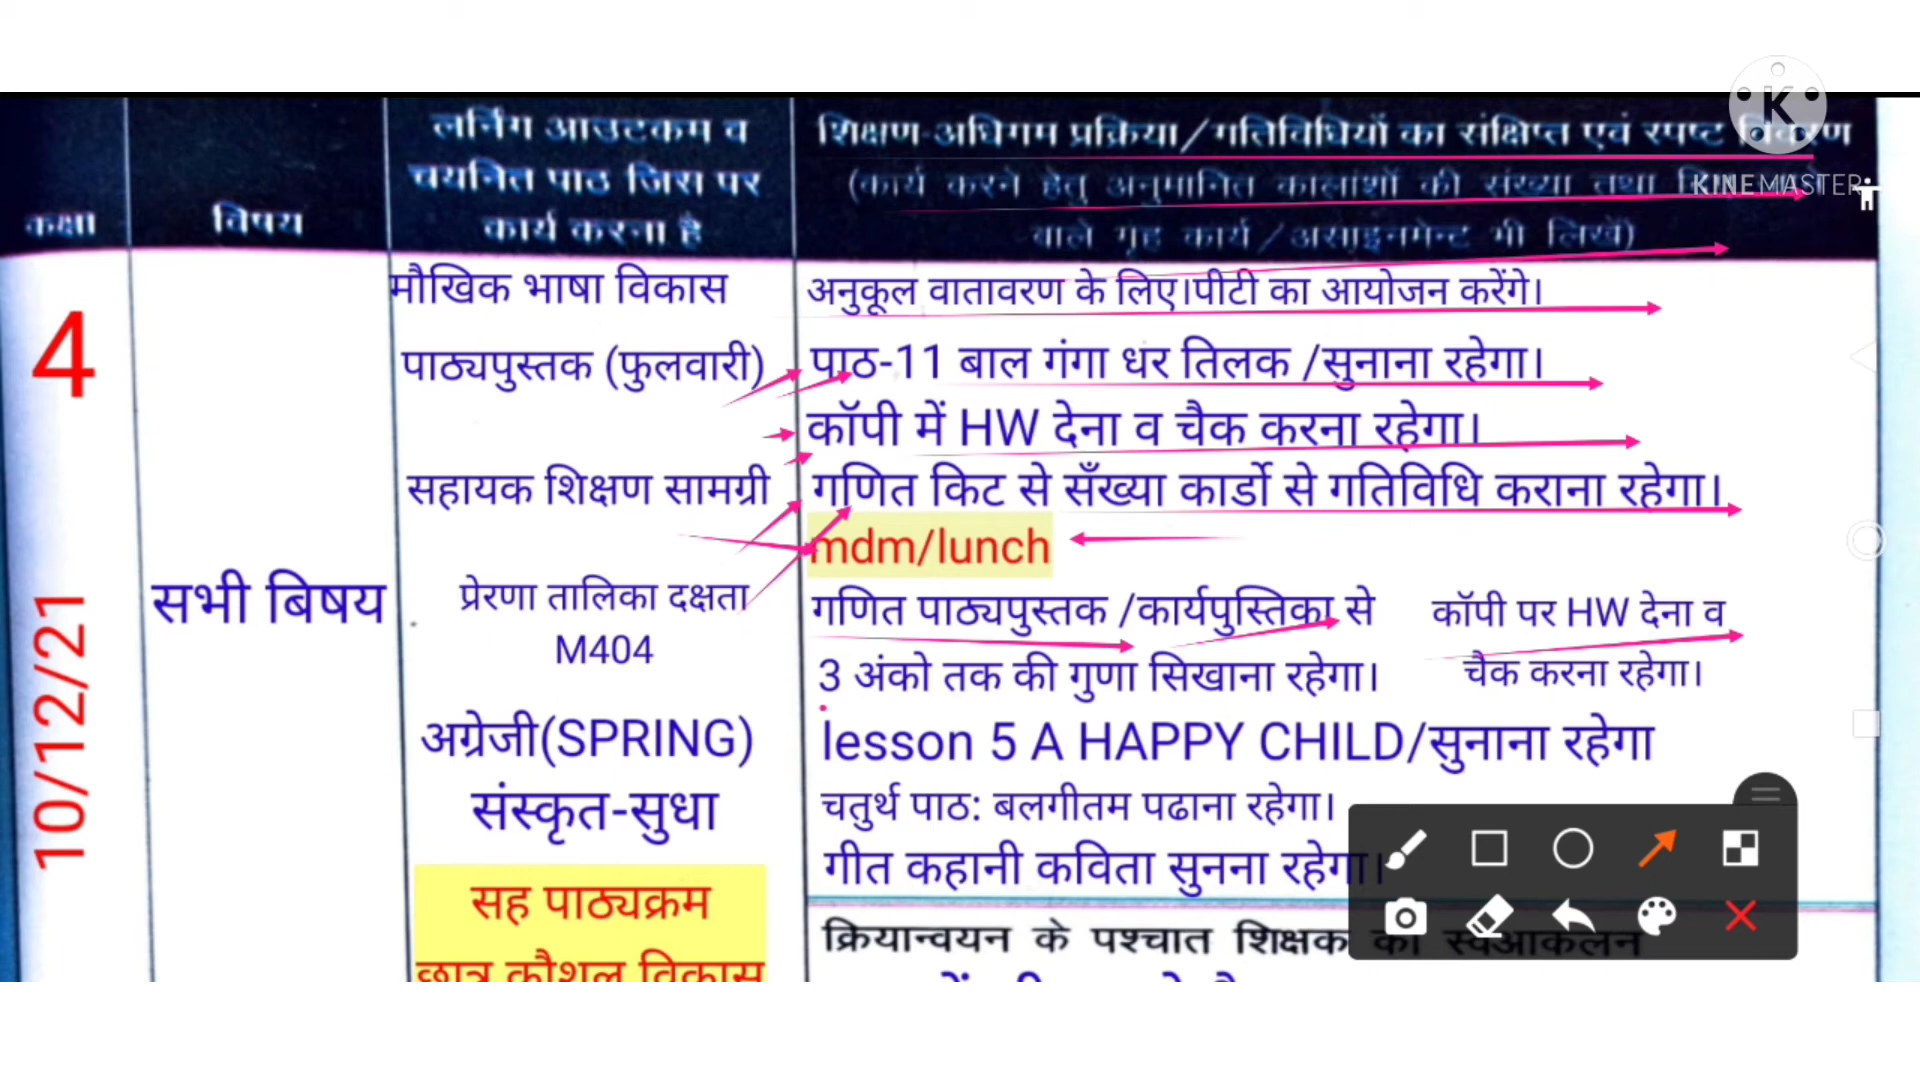 K
KINEMASTER
लर्निंग आउटकम व
चयनित पाठ जिस पर
कार्य करना है
शिक्षण-अधिगम प्रक्रिया/गतिविधियों का संक्षिप्त एवं स्पष्ट विवरण
(कार्य करने हेतु अनुमानित कालांशों की संख्या तथा
वाले गृह कार्य/असाइनमेन्ट भी लिखें)
कक्षा
विषय
4
10/12/21
सभी बिषय
मौखिक भाषा विकास
अनुकूल वातावरण के लिए।पीटी का आयोजन करेंगे।
पाठ्यपुस्तक (फुलवारी)
पाठ-11 बाल गंगा धर तिलक /सुनाना रहेगा।
कॉपी में HW देना व चैक करना रहेगा।
सहायक शिक्षण सामग्री
गणित किट से सँख्या कार्डो से गतिविधि कराना रहेगा।
mdm/lunch
प्रेरणा तालिका दक्षता
M404
गणित पाठ्यपुस्तक /कार्यपुस्तिका से
3 अंको तक की गुणा सिखाना रहेगा।
कॉपी पर HW देना व
चैक करना रहेगा।
अग्रेजी(SPRING)
lesson 5 A HAPPY CHILD/सुनाना रहेगा
संस्कृत-सुधा
चतुर्थ पाठ: बलगीतम पढाना रहेगा।
गीत कहानी कविता सुनना रहेगा।
सह पाठ्यक्रम
छात्र कौशल विकास
क्रियान्वयन के पश्चात शिक्षक का स्वआकलन